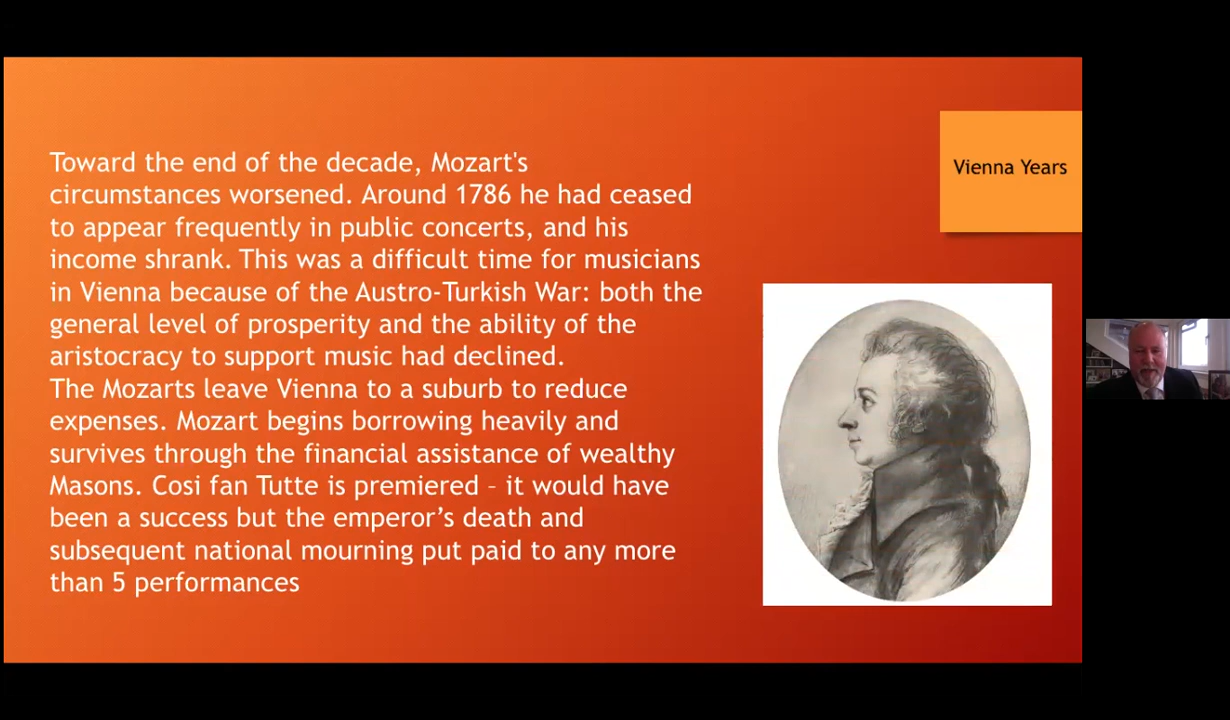 Vienna Years
Toward the end of the decade, Mozart's
circumstances worsened. Around 1786 he had ceased
to appear frequently in public concerts, and his
income shrank. This was a difficult time for musicians
in Vienna because of the Austro-Turkish War: both the
general level of prosperity and the ability of the
aristocracy to support music had declined.
The Mozarts leave Vienna to a suburb to reduce
expenses. Mozart begins borrowing heavily and
survives through the financial assistance of wealthy
Masons. Cosi fan Tutte is premiered – it would have
been a success but the emperor’s death and
subsequent national mourning put paid to any more
than 5 performances